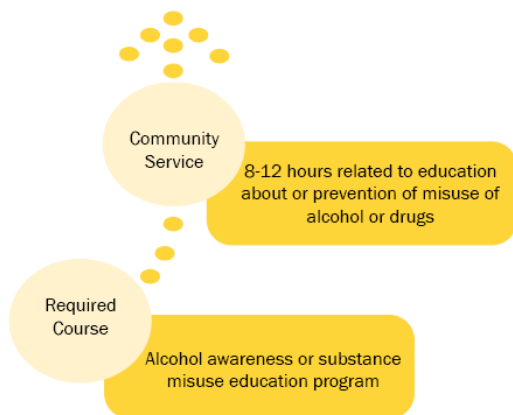 Community
Service
8-12 hours related to education
about or prevention of misuse of
alcohol or drugs
Required
Course
Alcohol awareness or substance
misuse education program